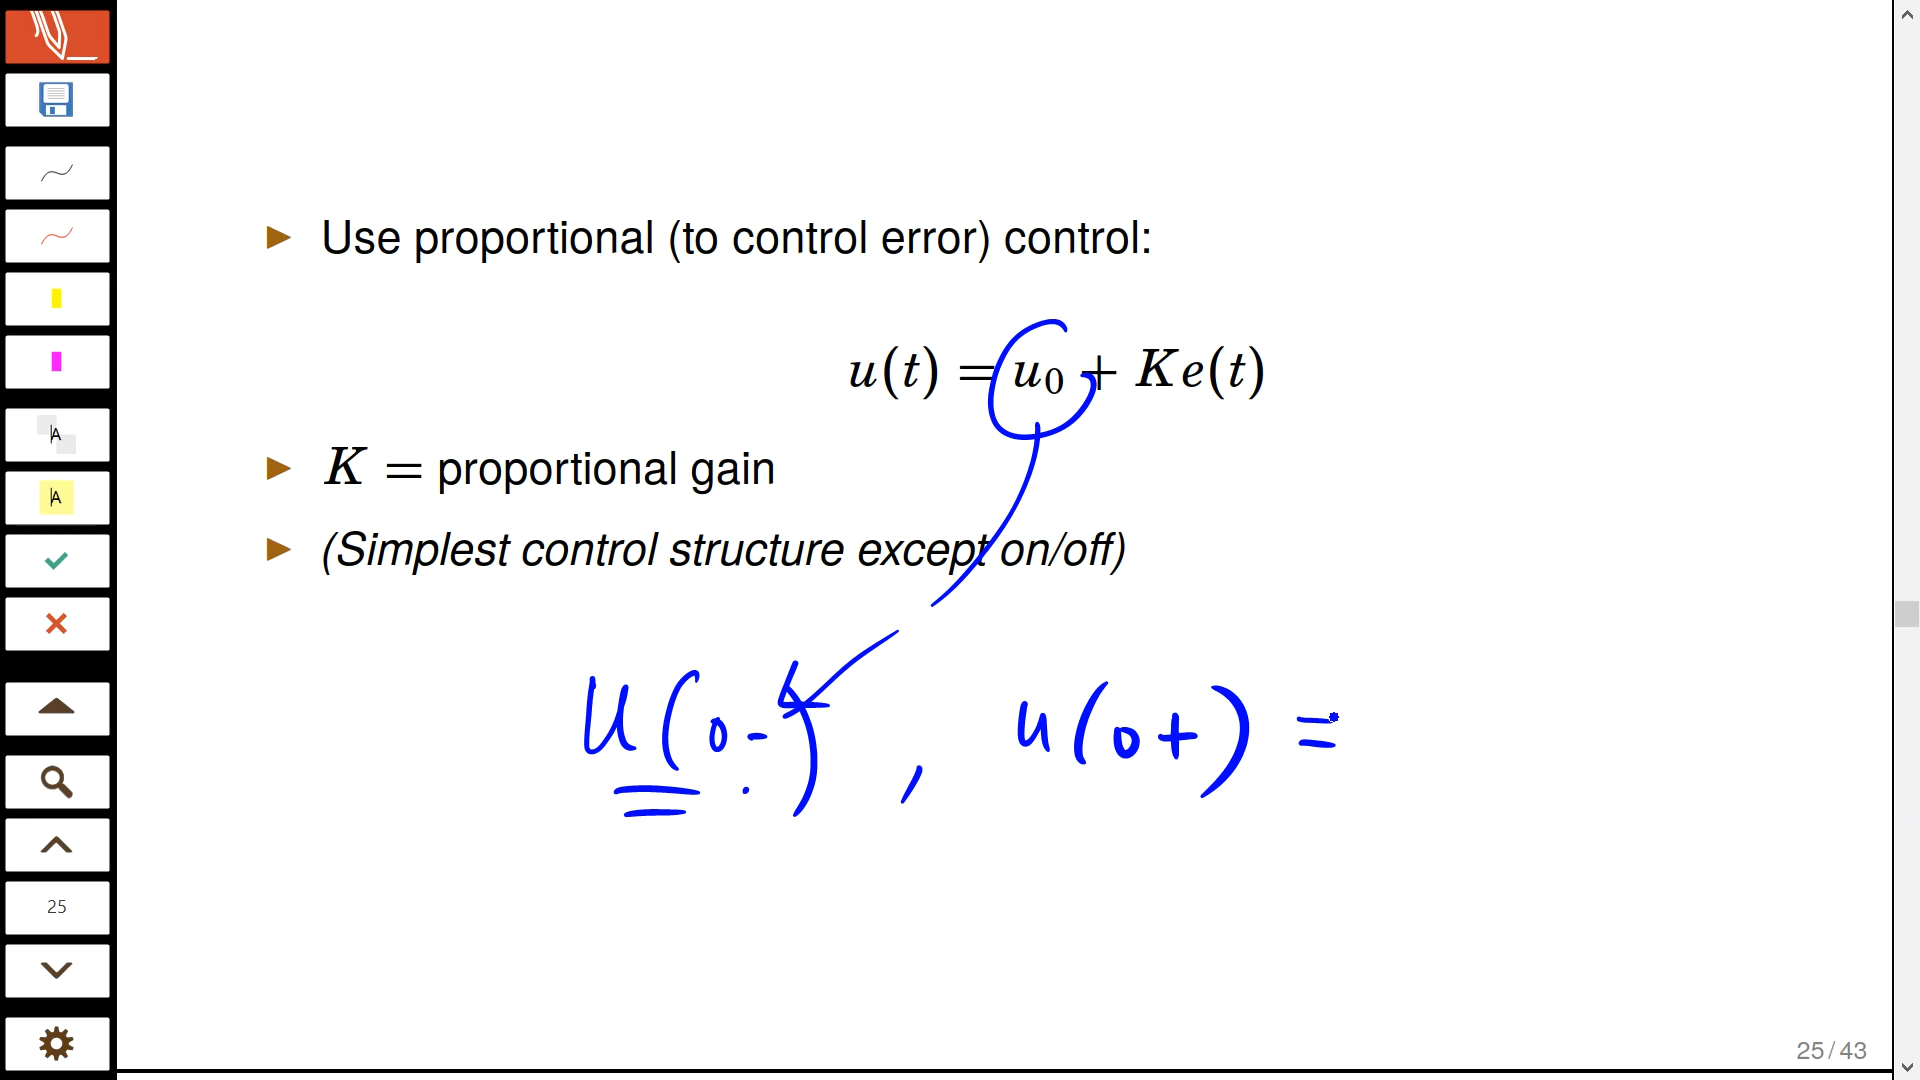 ▶ Use proportional (to control error) control:
u(t) = u₀ + Ke(t)
▶ K = proportional gain
▶ (Simplest control structure except on/off)
u(0-) , u(0+) =
A
A
25
25/43